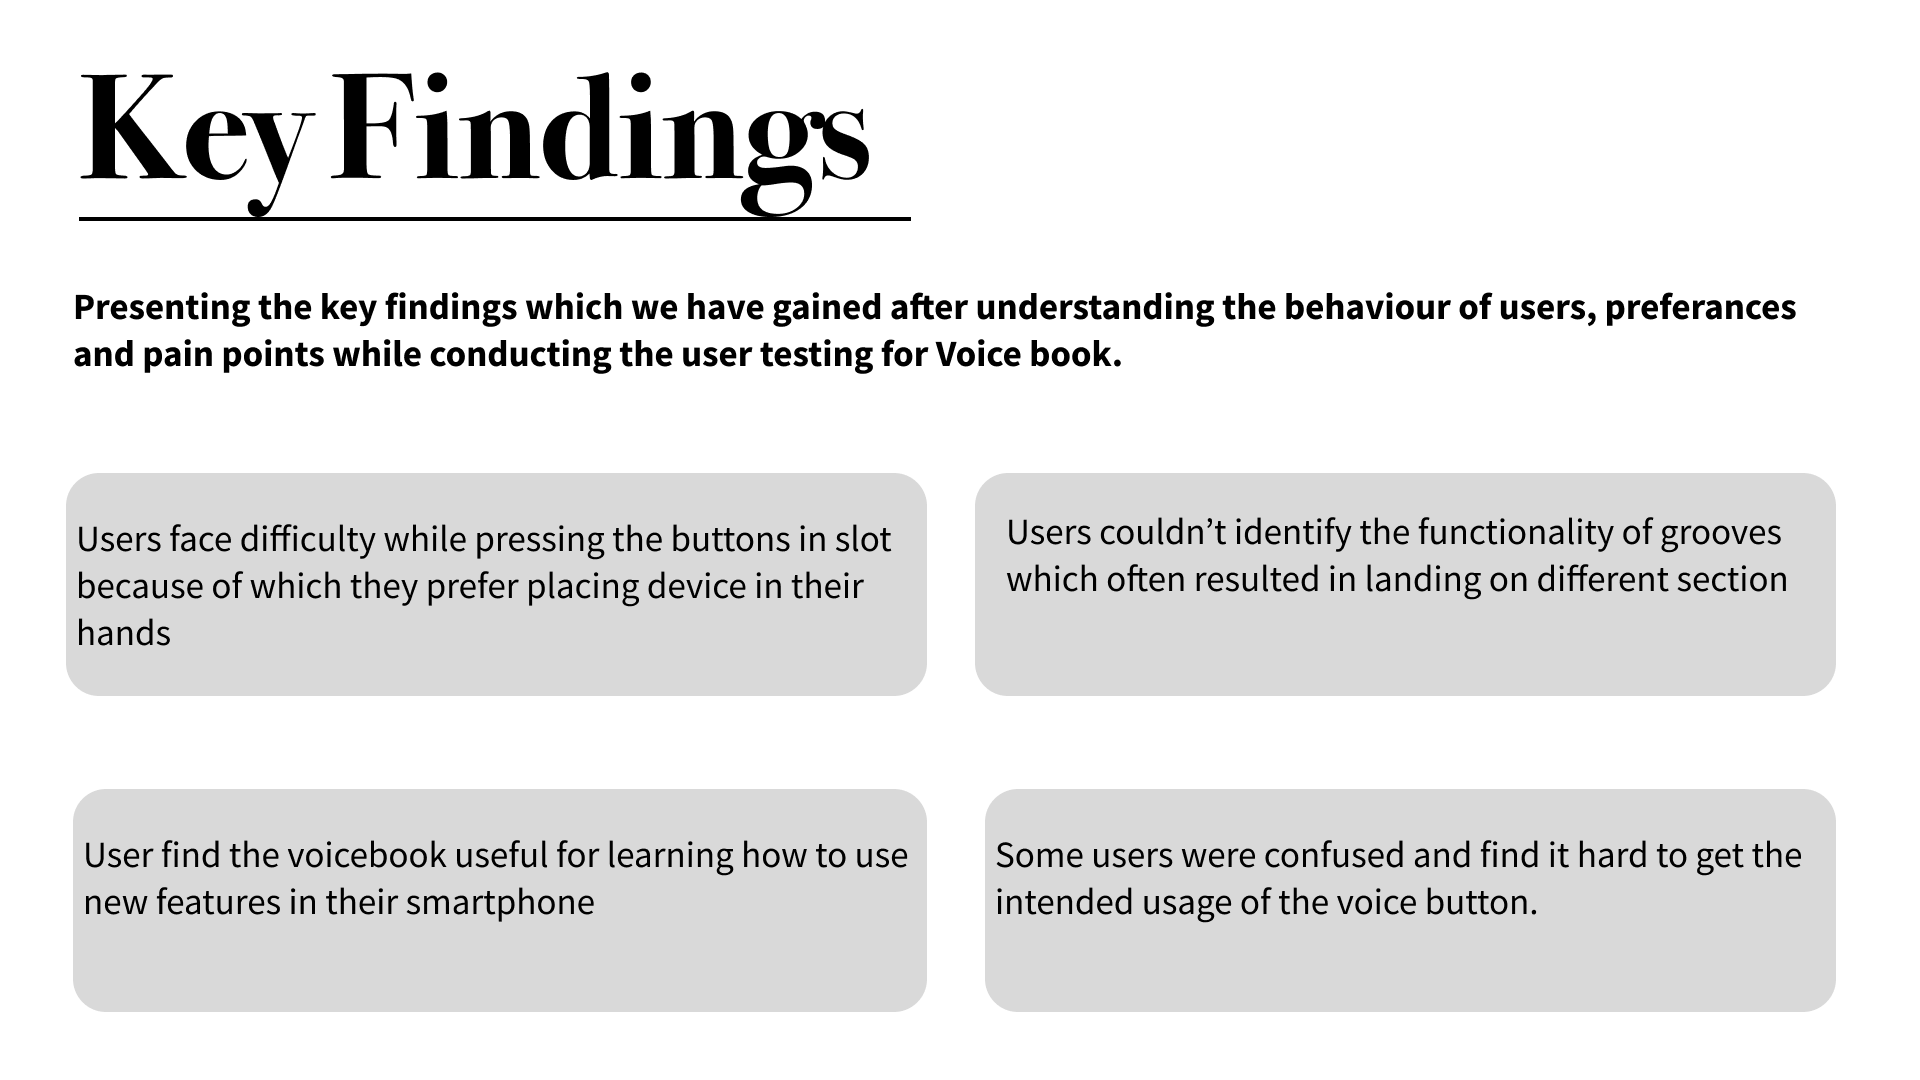 Key Findings
Presenting the key findings which we have gained after understanding the behaviour of users, preferances
and pain points while conducting the user testing for Voice book.
Users face difficulty while pressing the buttons in slot
because of which they prefer placing device in their
hands
Users couldn’t identify the functionality of grooves
which often resulted in landing on different section
User find the voicebook useful for learning how to use
new features in their smartphone
Some users were confused and find it hard to get the
intended usage of the voice button.